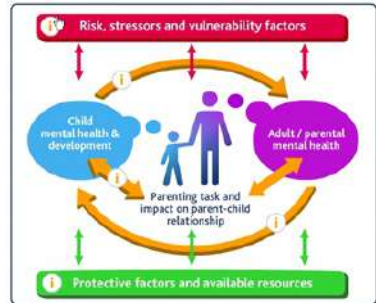 Risk, stressors and vulnerability factors
Child
mental health &
development
Adult / parental
mental health
Parenting task and
impact on parent-child
relationship
Protective factors and available resources